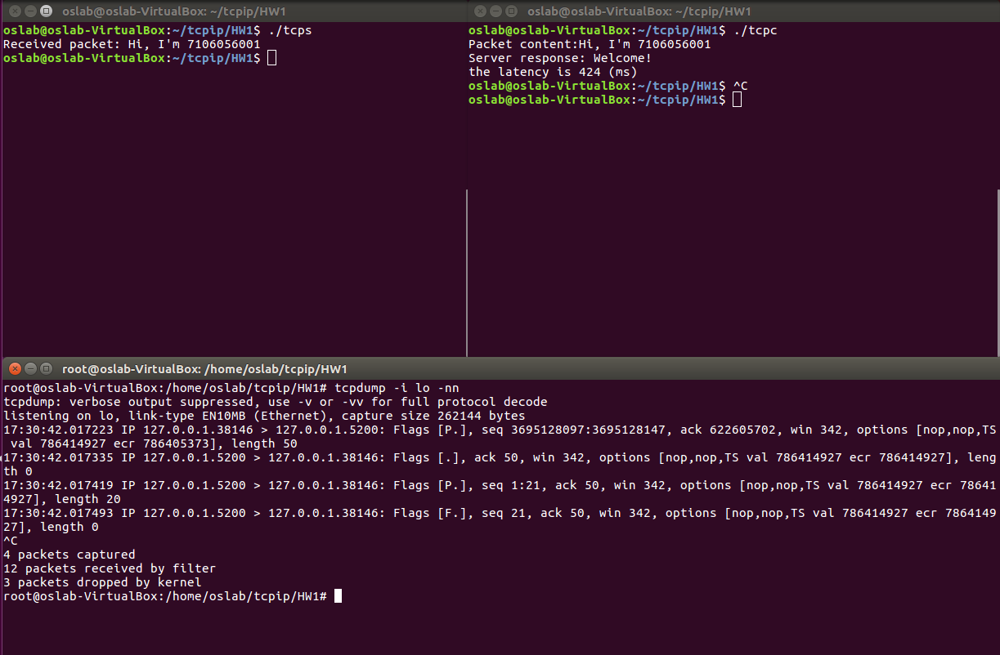 oslab@oslab-VirtualBox: ~/tcpip/HW1
oslab@oslab-VirtualBox:~/tcpip/HW1$ ./tcps
Received packet: Hi, I'm 7106056001
oslab@oslab-VirtualBox:~/tcpip/HW1$
oslab@oslab-VirtualBox: ~/tcpip/HW1
oslab@oslab-VirtualBox:~/tcpip/HW1$ ./tcpc
Packet content:Hi, I'm 7106056001
Server response: Welcome!
the latency is 424 (ms)
oslab@oslab-VirtualBox:~/tcpip/HW1$ ^C
oslab@oslab-VirtualBox:~/tcpip/HW1$
root@oslab-VirtualBox: /home/oslab/tcpip/HW1
root@oslab-VirtualBox:/home/oslab/tcpip/HW1# tcpdump -i lo -nn
tcpdump: verbose output suppressed, use -v or -vv for full protocol decode
listening on lo, link-type EN10MB (Ethernet), capture size 262144 bytes
17:30:42.017223 IP 127.0.0.1.38146 > 127.0.0.1.5200: Flags [P.], seq 3695128097:3695128147, ack 622605702, win 342, options [nop,nop,TS
 val 786414927 ecr 786405373], length 50
17:30:42.017335 IP 127.0.0.1.5200 > 127.0.0.1.38146: Flags [.], ack 50, win 342, options [nop,nop,TS val 786414927 ecr 786414927], leng
th 0
17:30:42.017419 IP 127.0.0.1.5200 > 127.0.0.1.38146: Flags [P.], seq 1:21, ack 50, win 342, options [nop,nop,TS val 786414927 ecr 78641
4927], length 20
17:30:42.017493 IP 127.0.0.1.5200 > 127.0.0.1.38146: Flags [F.], seq 21, ack 50, win 342, options [nop,nop,TS val 786414927 ecr 7864149
27], length 0
^C
4 packets captured
12 packets received by filter
3 packets dropped by kernel
root@oslab-VirtualBox:/home/oslab/tcpip/HW1#